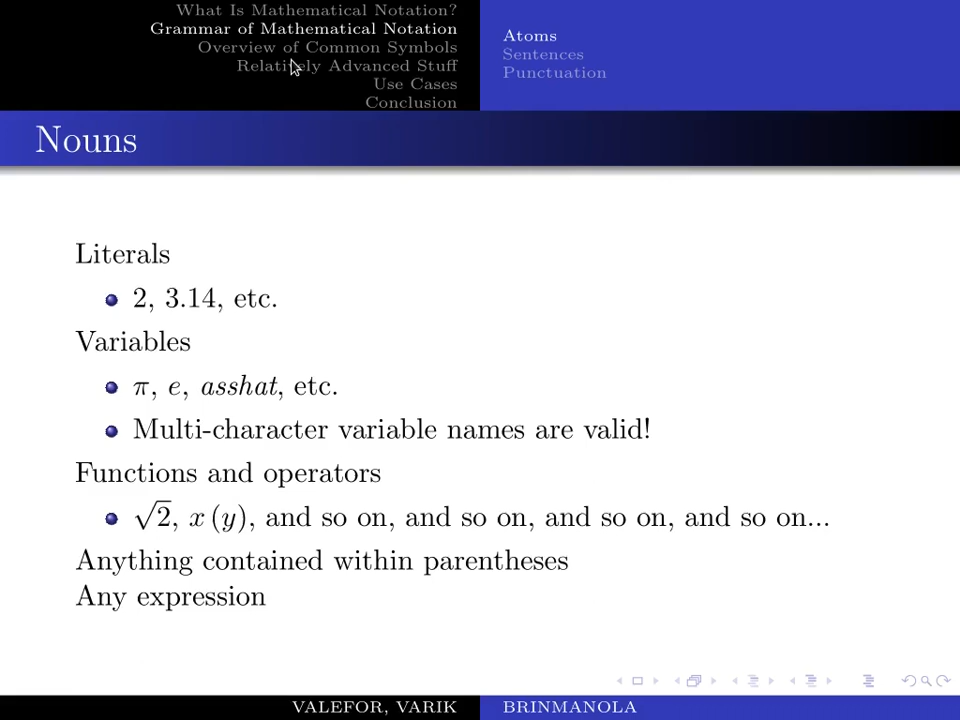 What Is Mathematical Notation?
Grammar of Mathematical Notation
Overview of Common Symbols
Relatively Advanced Stuff
Use Cases
Conclusion
Atoms
Sentences
Punctuation
Nouns
Literals
2, 3.14, etc.
Variables
π, e, asshat, etc.
Multi-character variable names are valid!
Functions and operators
√2, x (y), and so on, and so on, and so on, and so on...
Anything contained within parentheses
Any expression
VALEFOR, VARIK
BRINMANOLA